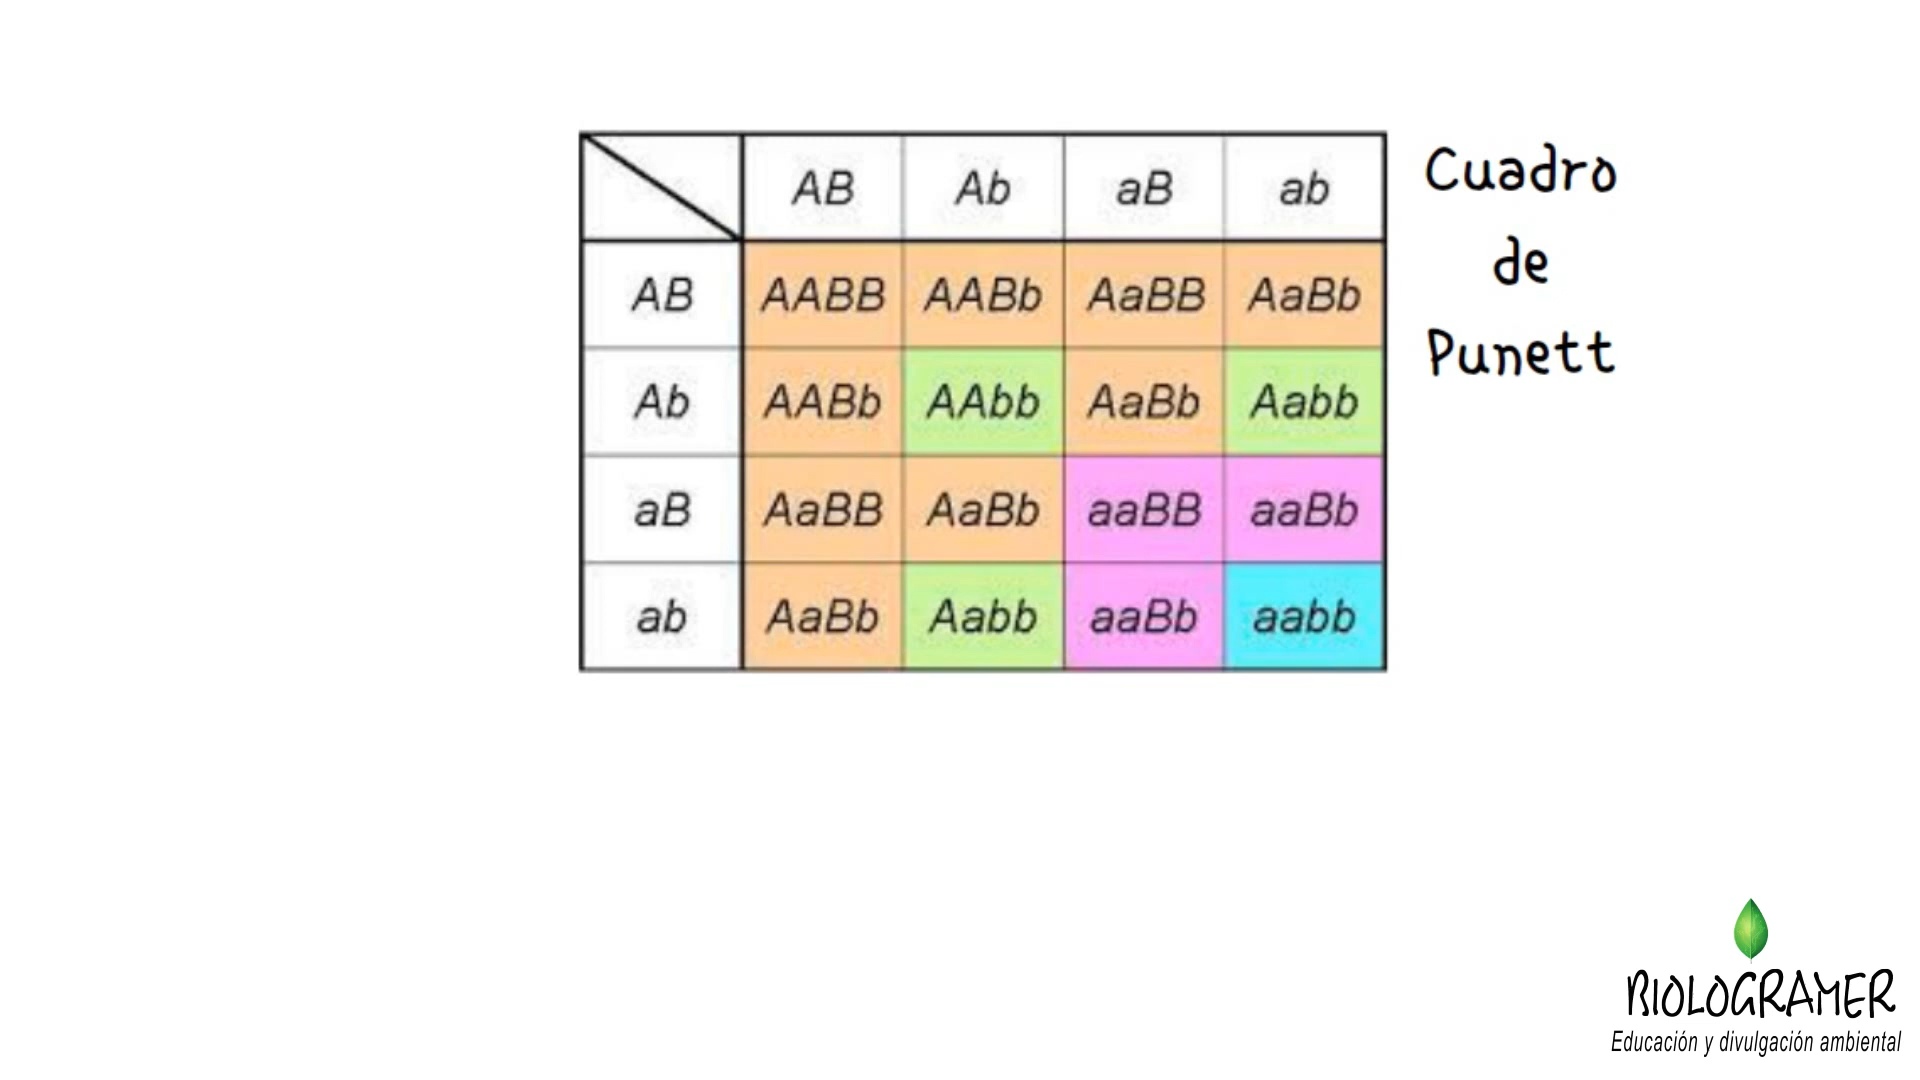 AB Ab aB ab
AB AABB AABb AaBB AaBb
Ab AABb AAbb AaBb Aabb
aB AaBB AaBb aaBB aaBb
ab AaBb Aabb aaBb aabb
Cuadro
de
Punett
BIOLOGRAMER
Educación y divulgación ambiental